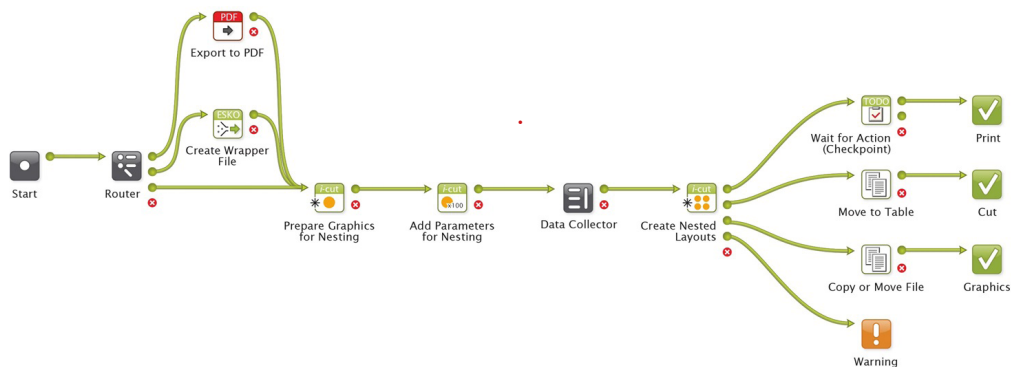 PDF
Export to PDF
ESKO
Create Wrapper
File
Start
Router
i-cut
Prepare Graphics
for Nesting
i-cut
x100
Add Parameters
for Nesting
Data Collector
i-cut
Create Nested
Layouts
TODO
Wait for Action
(Checkpoint)
Print
Move to Table
Cut
Copy or Move File
Graphics
Warning